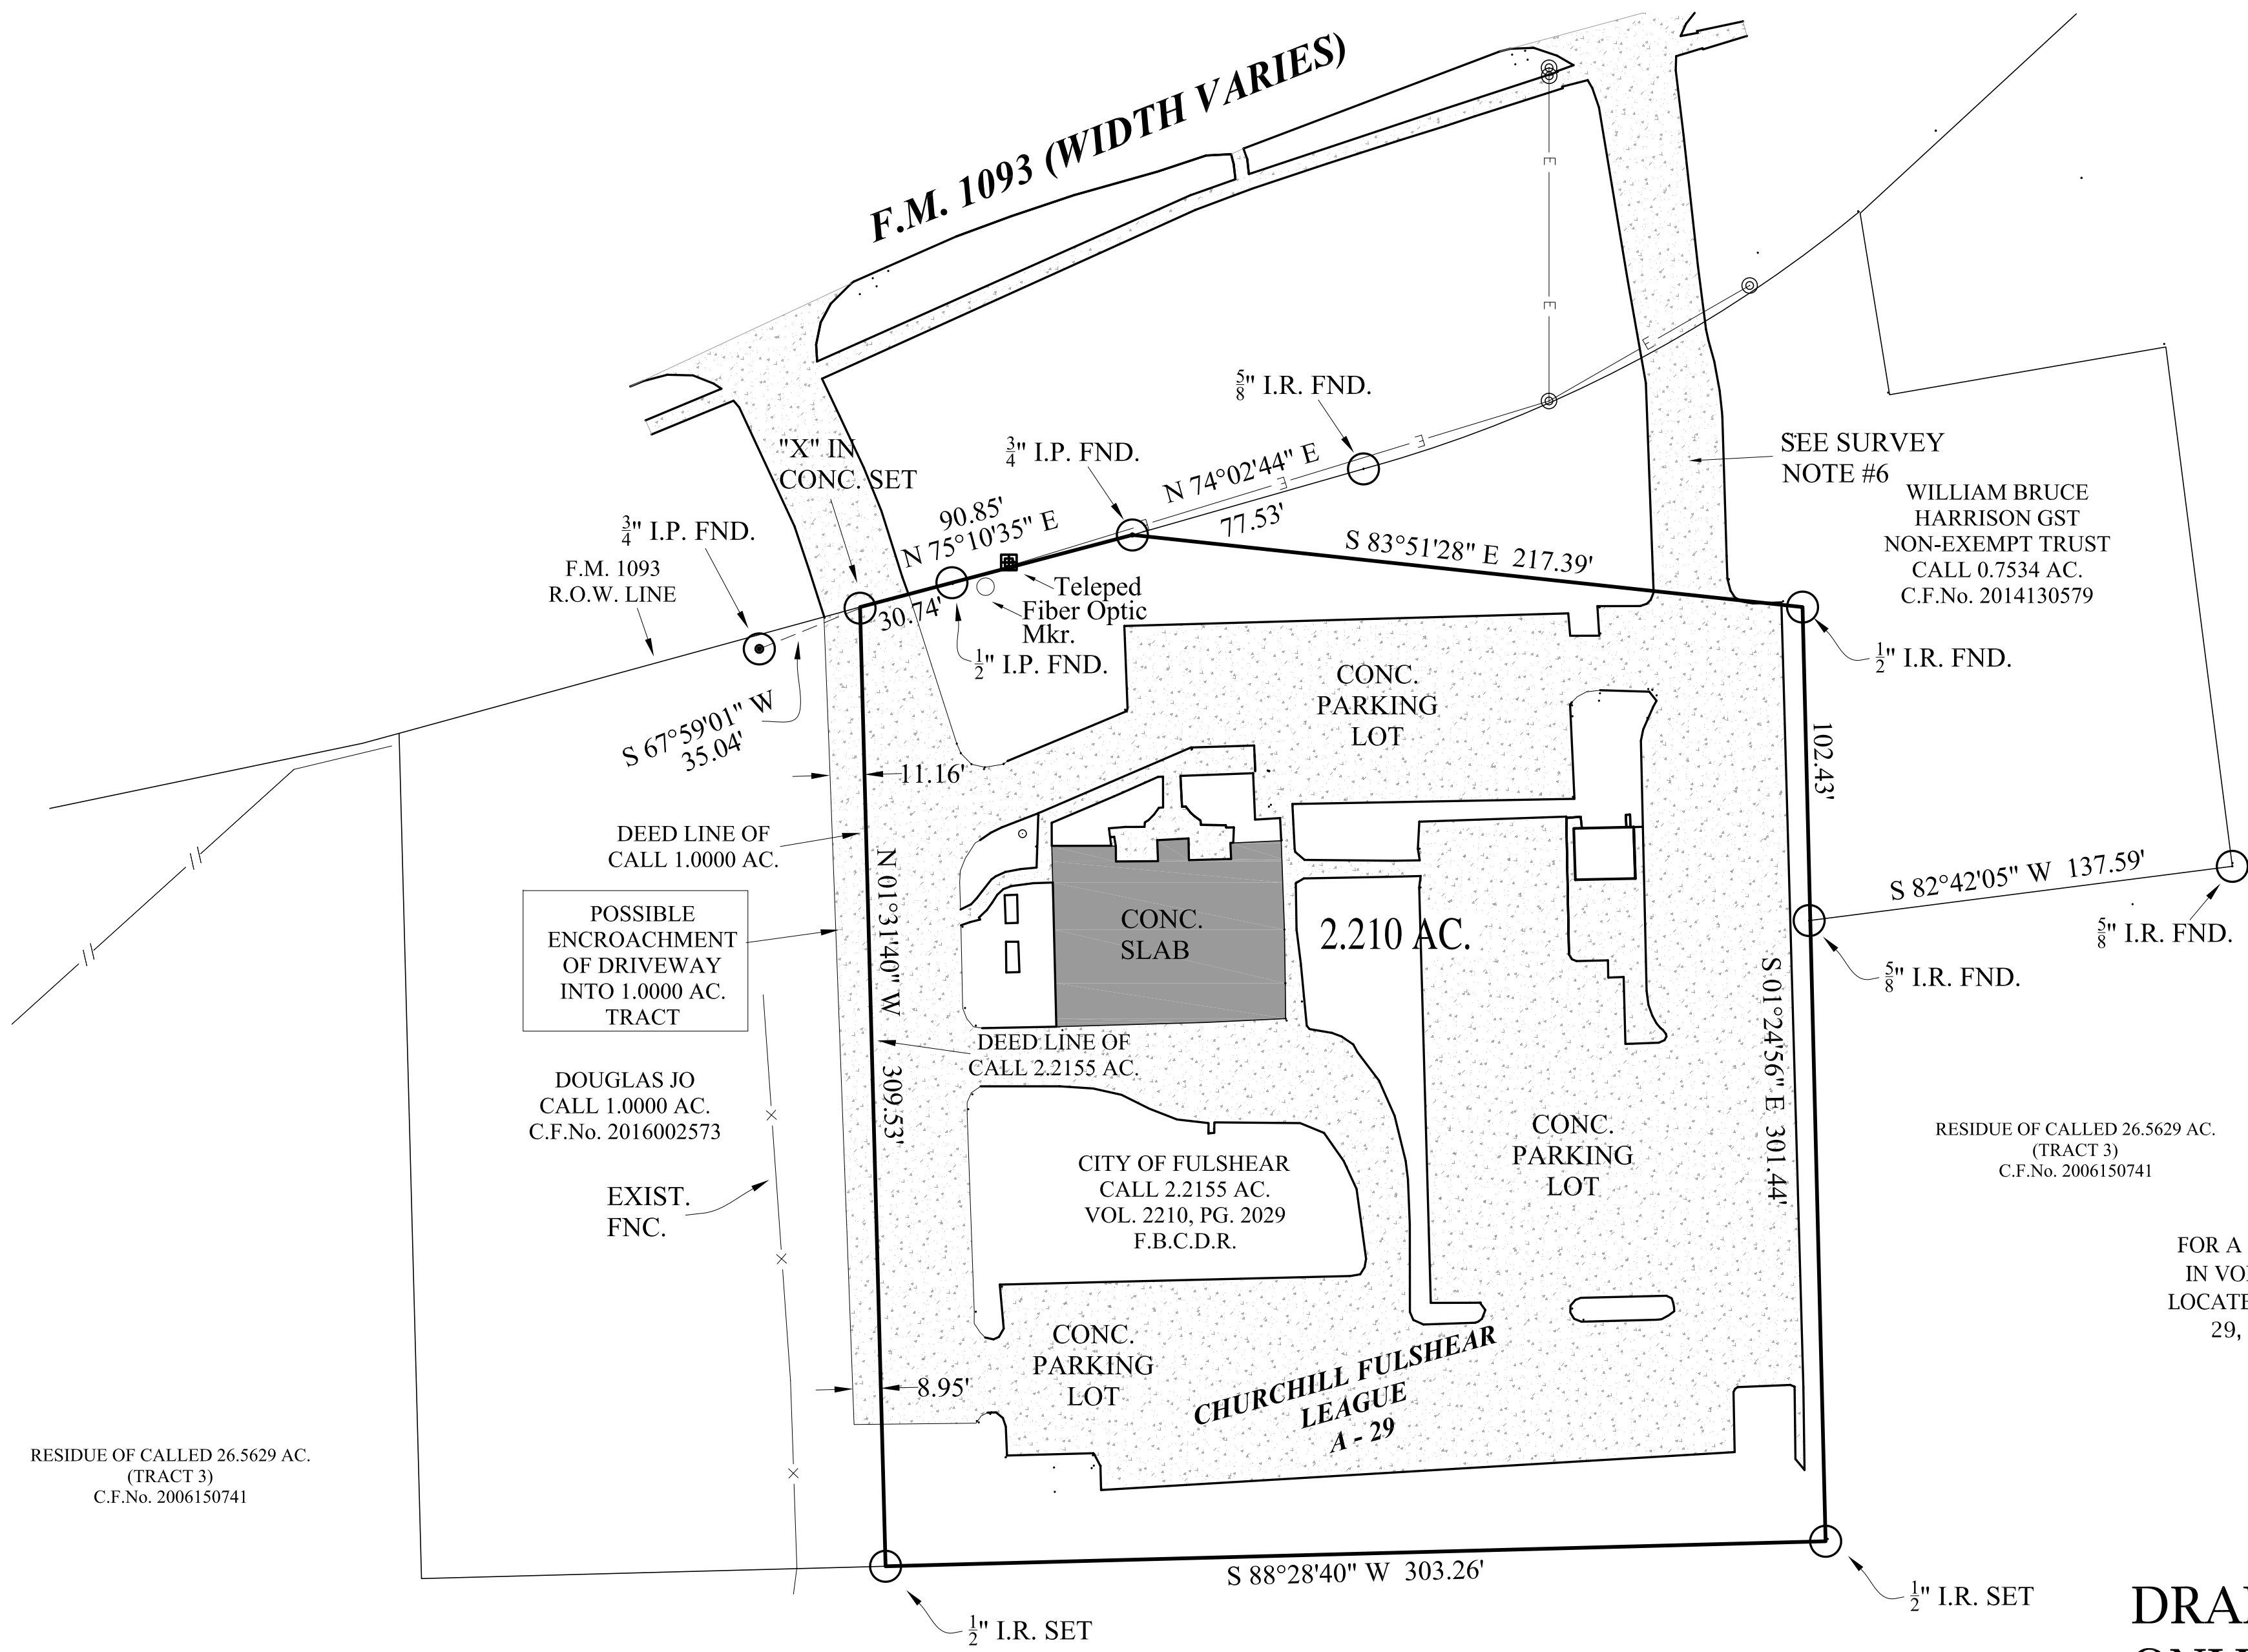 F.M. 1093 (WIDTH VARIES)
5/8" I.R. FND.
"X" IN
CONC. SET
3/4" I.P. FND.
N 74°02'44" E
77.53'
SEE SURVEY
NOTE #6
WILLIAM BRUCE
HARRISON GST
NON-EXEMPT TRUST
CALL 0.7534 AC.
C.F.No. 2014130579
3/4" I.P. FND.
90.85'
N 75°10'35" E
S 83°51'28" E 217.39'
F.M. 1093
R.O.W. LINE
30.74'
Teleped
Fiber Optic
Mkr.
1/2" I.P. FND.
1/2" I.R. FND.
S 67°59'01" W
35.04'
CONC.
PARKING
LOT
102.43'
11.16'
DEED LINE OF
CALL 1.0000 AC.
N 01°31'40" W 309.53'
S 82°42'05" W 137.59'
5/8" I.R. FND.
5/8" I.R. FND.
POSSIBLE
ENCROACHMENT
OF DRIVEWAY
INTO 1.0000 AC.
TRACT
CONC.
SLAB
2.210 AC.
S 01°24'56" E 301.44'
DEED LINE OF
CALL 2.2155 AC.
DOUGLAS JO
CALL 1.0000 AC.
C.F.No. 2016002573
CONC.
PARKING
LOT
RESIDUE OF CALLED 26.5629 AC.
(TRACT 3)
C.F.No. 2006150741
EXIST.
FNC.
CITY OF FULSHEAR
CALL 2.2155 AC.
VOL. 2210, PG. 2029
F.B.C.D.R.
FOR A
IN VO
LOCATE
29,
CONC.
PARKING
LOT
8.95'
CHURCHILL FULSHEAR
LEAGUE
A - 29
RESIDUE OF CALLED 26.5629 AC.
(TRACT 3)
C.F.No. 2006150741
S 88°28'40" W 303.26'
1/2" I.R. SET
1/2" I.R. SET
E
E
E
E
E
E